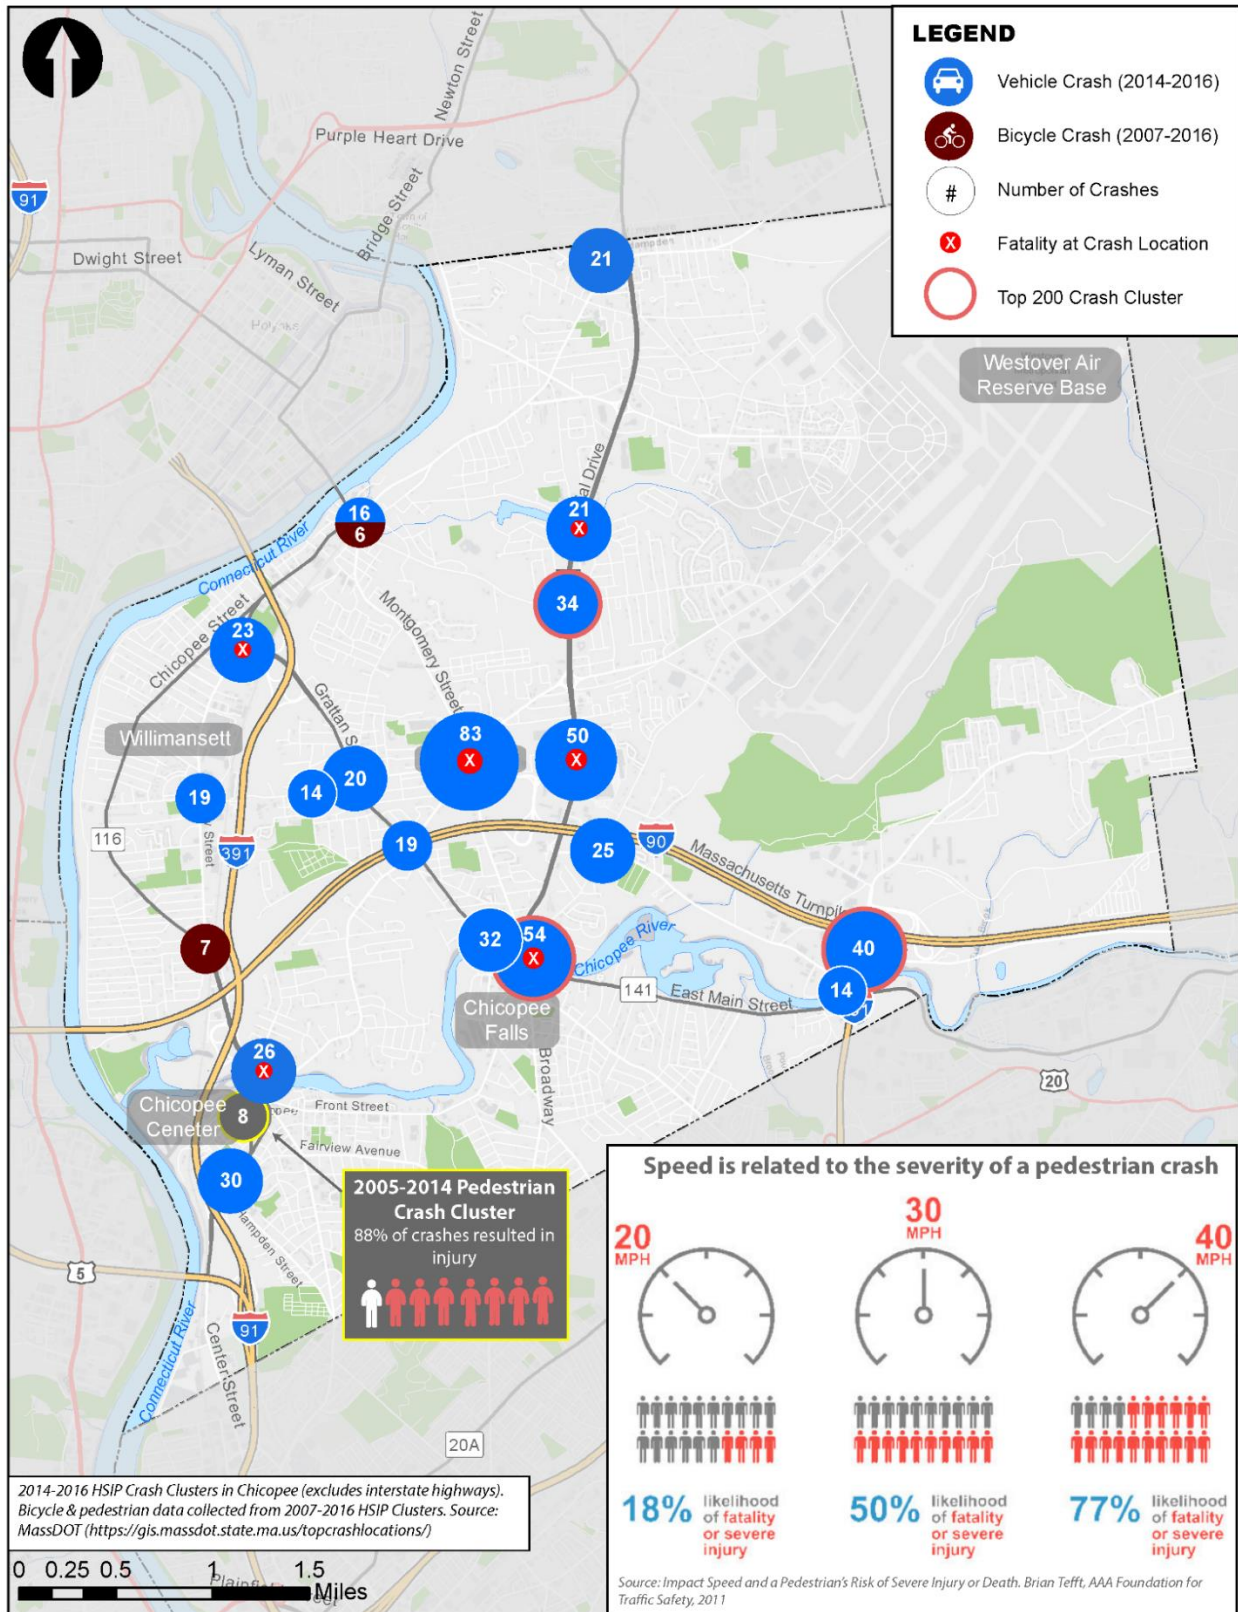 LEGEND
Vehicle Crash (2014-2016)
Bicycle Crash (2007-2016)
#
Number of Crashes
X
Fatality at Crash Location
Top 200 Crash Cluster
Newton Street
Purple Heart Drive
91
Bridge Street
Dwight Street
Lyman Street
21
Westover Air
Reserve Base
16
6
21
X
Connecticut River
34
Chicopee Street
23
X
Montgomery Street
Grattan S
Willimansett
83
X
50
X
20
14
19
116
Street
391
19
25
90
Massachusetts Turnpik
7
32
54
X
Chicopee River
40
14
141
East Main Street
Chicopee
Falls
Broadway
26
X
20
Chicopee
Ceneter
8
Front Street
Fairview Avenue
30
Hampden Street
5
91
Connecticut River
Center Street
20A
2005-2014 Pedestrian
Crash Cluster
88% of crashes resulted in
injury
Speed is related to the severity of a pedestrian crash
20
MPH
30
MPH
40
MPH
18% likelihood
of fatality
or severe
injury
50% likelihood
of fatality
or severe
injury
77% likelihood
of fatality
or severe
injury
Source: Impact Speed and a Pedestrian's Risk of Severe Injury or Death. Brian Tefft, AAA Foundation for
Traffic Safety, 2011
2014-2016 HSIP Crash Clusters in Chicopee (excludes interstate highways).
Bicycle & pedestrian data collected from 2007-2016 HSIP Clusters. Source:
MassDOT (https://gis.massdot.state.ma.us/topcrashlocations/)
0 0.25 0.5 1 1.5
Miles